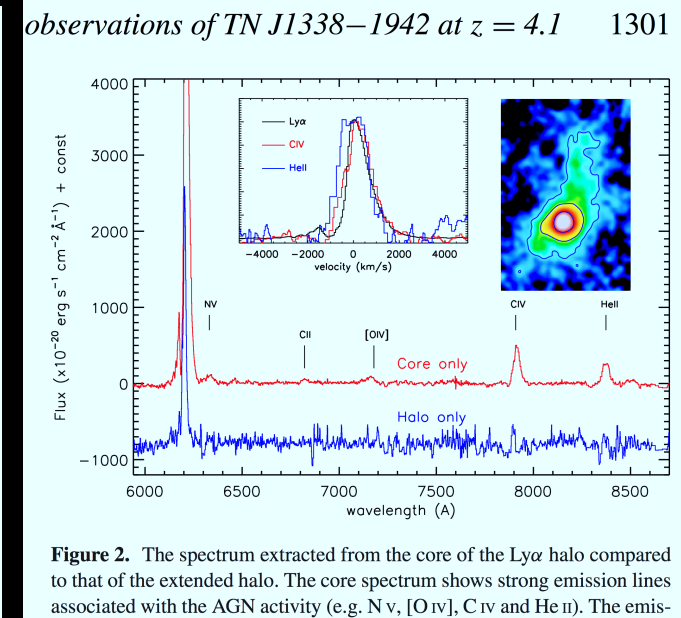 observations of TN J1338−1942 at z = 4.1 1301
4000
3000
2000
1000
0
−1000
Flux (x10⁻²⁰ erg s⁻¹ cm⁻² Å⁻¹) + const
Lyα
CIV
HeII
−4000 −2000 0 2000 4000
velocity (km/s)
NV
CII
[OIV]
CIV
HeII
Core only
Halo only
6000 6500 7000 7500 8000 8500
wavelength (A)
Figure 2. The spectrum extracted from the core of the Lyα halo compared
to that of the extended halo. The core spectrum shows strong emission lines
associated with the AGN activity (e.g. N V, [O IV], C IV and He II). The emis-